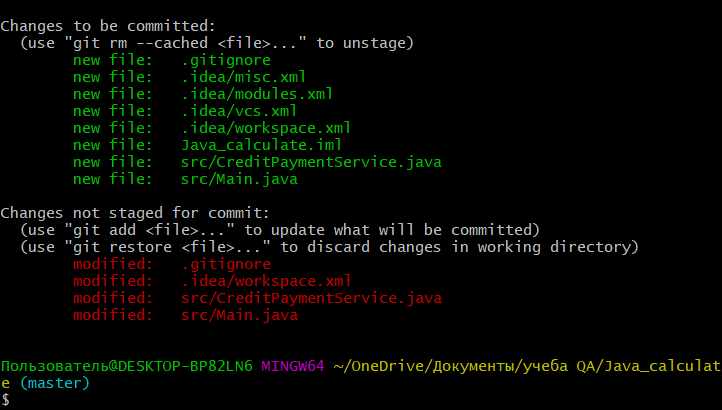 Changes to be committed:
  (use "git rm --cached <file>..." to unstage)
        new file:   .gitignore
        new file:   .idea/misc.xml
        new file:   .idea/modules.xml
        new file:   .idea/vcs.xml
        new file:   .idea/workspace.xml
        new file:   Java_calculate.iml
        new file:   src/CreditPaymentService.java
        new file:   src/Main.java
Changes not staged for commit:
  (use "git add <file>..." to update what will be committed)
  (use "git restore <file>..." to discard changes in working directory)
        modified:   .gitignore
        modified:   .idea/workspace.xml
        modified:   src/CreditPaymentService.java
        modified:   src/Main.java
Пользователь@DESKTOP-BP82LN6 MINGW64 ~/OneDrive/Документы/учеба QA/Java_calculat
e (master)
$